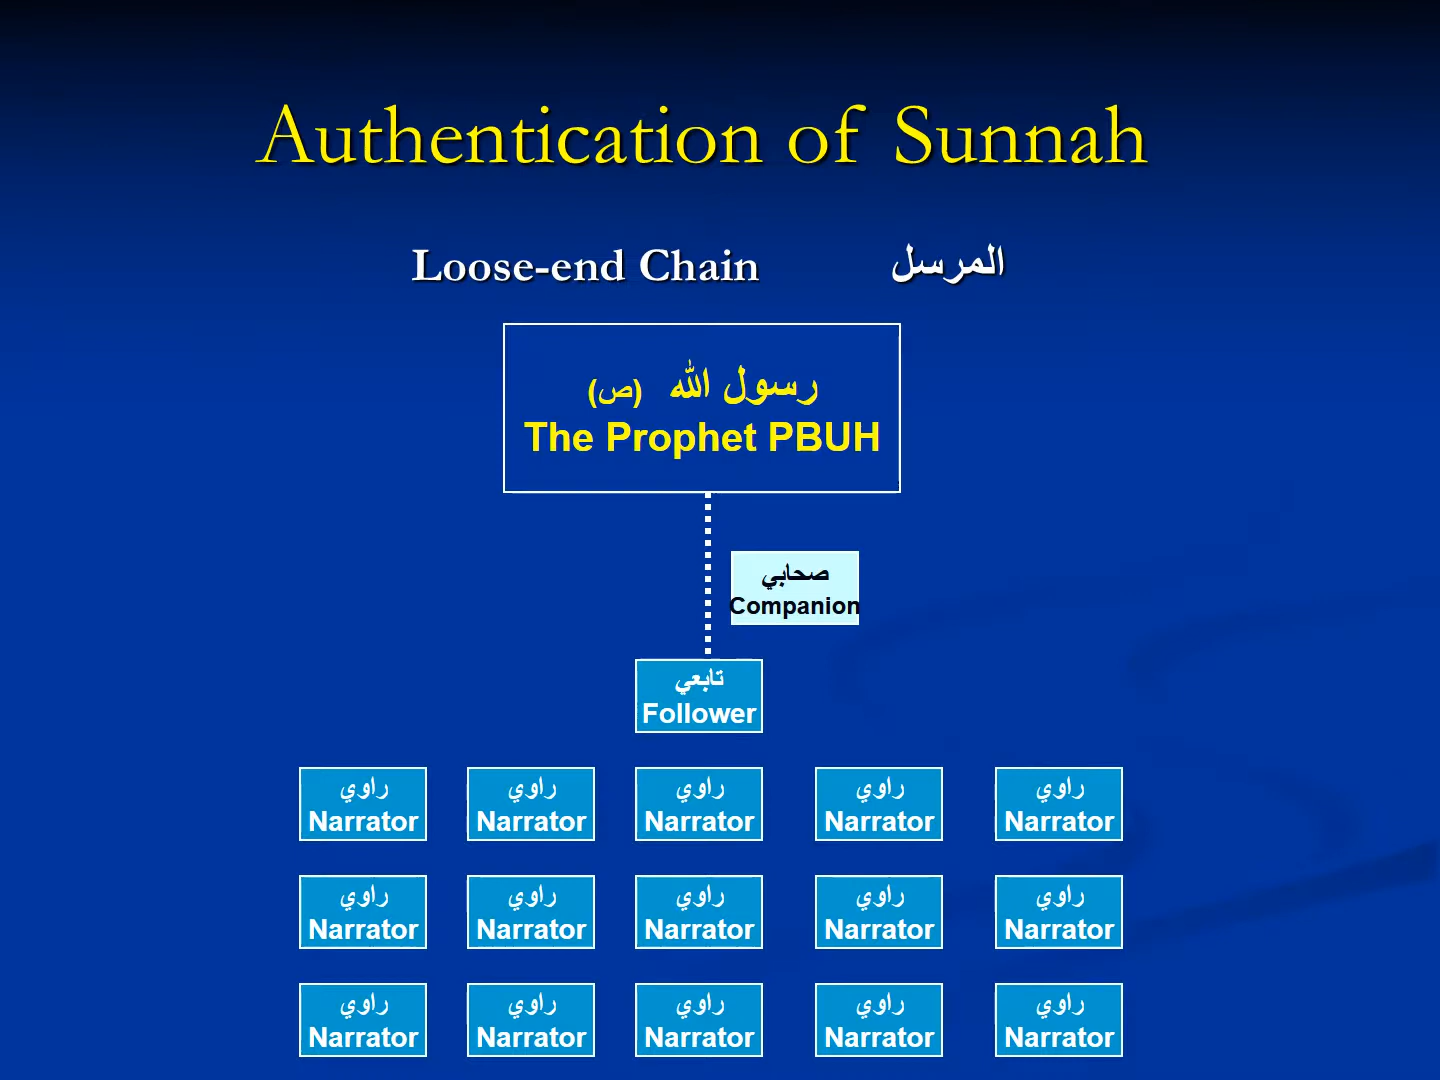 Authentication of Sunnah
Loose-end Chain المرسل
رسول الله (ص)
The Prophet PBUH
صحابي
Companion
تابعي
Follower
راوي راوي راوي راوي راوي
Narrator Narrator Narrator Narrator Narrator
راوي راوي راوي راوي راوي
Narrator Narrator Narrator Narrator Narrator
راوي راوي راوي راوي راوي
Narrator Narrator Narrator Narrator Narrator